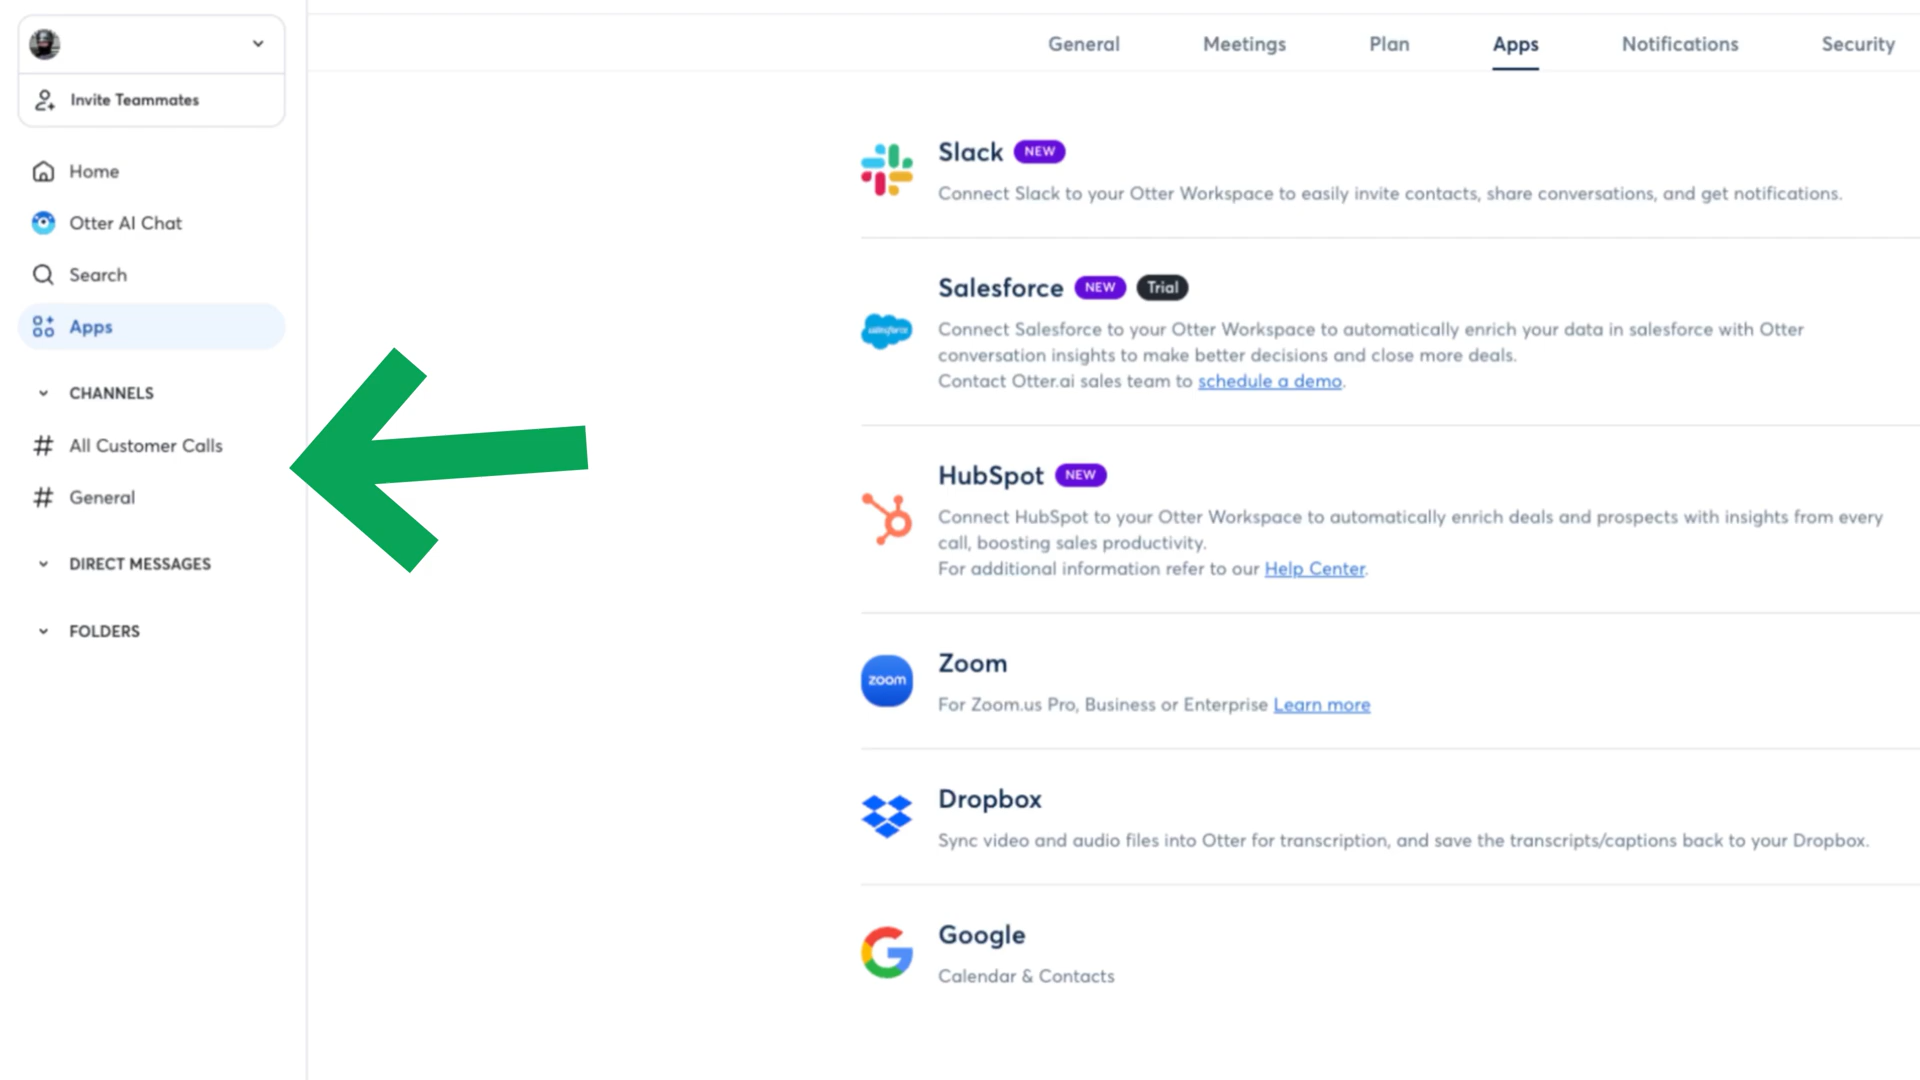 Invite Teammates
Home
Otter AI Chat
Search
Apps
CHANNELS
# All Customer Calls
# General
DIRECT MESSAGES
FOLDERS
General Meetings Plan Apps Notifications Security
Slack NEW
Connect Slack to your Otter Workspace to easily invite contacts, share conversations, and get notifications.
Salesforce NEW Trial
salesforce
Connect Salesforce to your Otter Workspace to automatically enrich your data in salesforce with Otter
conversation insights to make better decisions and close more deals.
Contact Otter.ai sales team to schedule a demo.
HubSpot NEW
Connect HubSpot to your Otter Workspace to automatically enrich deals and prospects with insights from every
call, boosting sales productivity.
For additional information refer to our Help Center.
Zoom
zoom
For Zoom.us Pro, Business or Enterprise Learn more
Dropbox
Sync video and audio files into Otter for transcription, and save the transcripts/captions back to your Dropbox.
Google
Calendar & Contacts